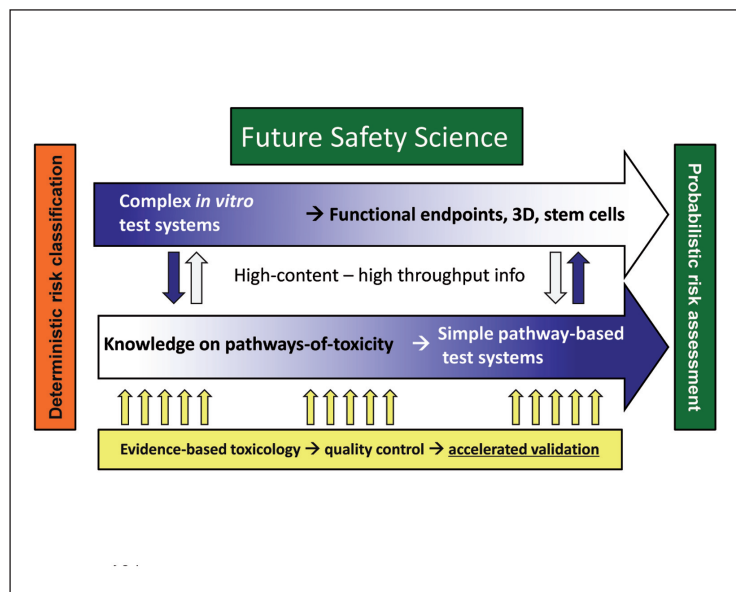 Future Safety Science
Deterministic risk classification
Complex in vitro
test systems
→ Functional endpoints, 3D, stem cells
High-content – high throughput info
Knowledge on pathways-of-toxicity
→ Simple pathway-based
test systems
Evidence-based toxicology → quality control → accelerated validation
Probabilistic risk assessment